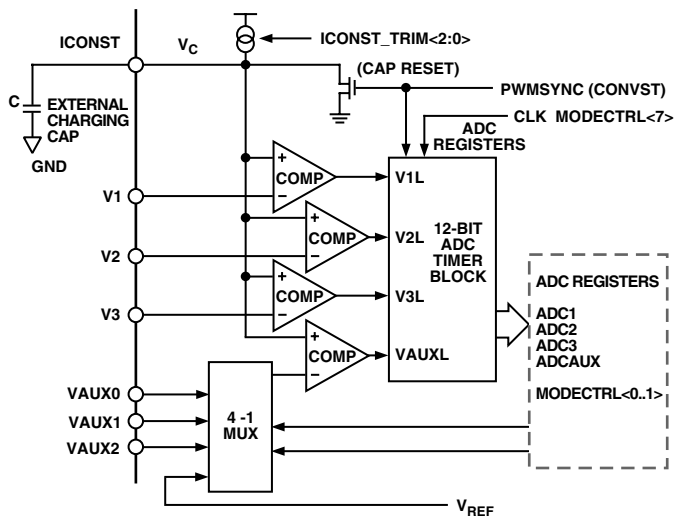 ICONST
VC
ICONST_TRIM<2:0>
(CAP RESET)
PWMSYNC (CONVST)
C
EXTERNAL
CHARGING
CAP
GND
CLK MODECTRL<7>
ADC
REGISTERS
+
COMP
–
V1
V1L
+
COMP
–
V2
V2L
12-BIT
ADC
TIMER
BLOCK
+
COMP
–
V3
V3L
+
COMP
–
VAUXL
ADC REGISTERS
ADC1
ADC2
ADC3
ADCAUX
MODECTRL<0..1>
VAUX0
VAUX1
VAUX2
4 -1
MUX
VREF